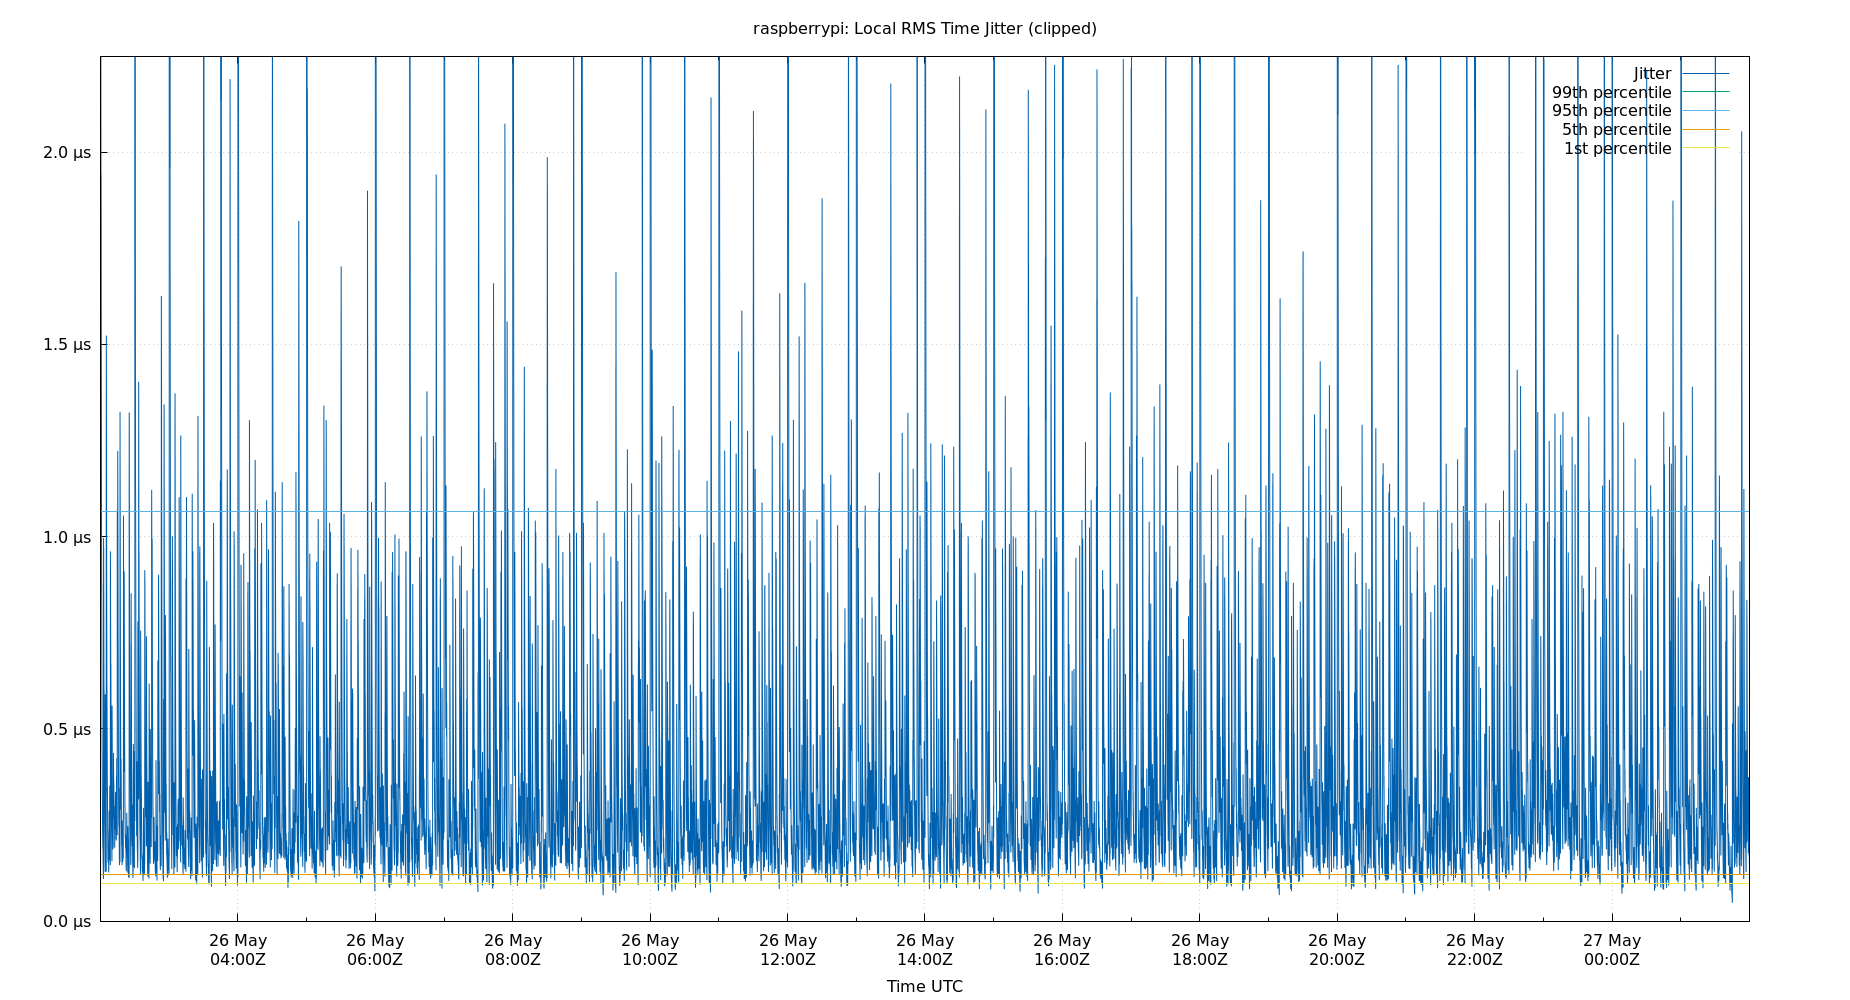 raspberrypi: Local RMS Time Jitter (clipped)
Jitter
99th percentile
95th percentile
5th percentile
1st percentile
2.0 µs
1.5 µs
1.0 µs
0.5 µs
0.0 µs
26 May 26 May 26 May 26 May 26 May 26 May 26 May 26 May 26 May 26 May 27 May
04:00Z 06:00Z 08:00Z 10:00Z 12:00Z 14:00Z 16:00Z 18:00Z 20:00Z 22:00Z 00:00Z
Time UTC